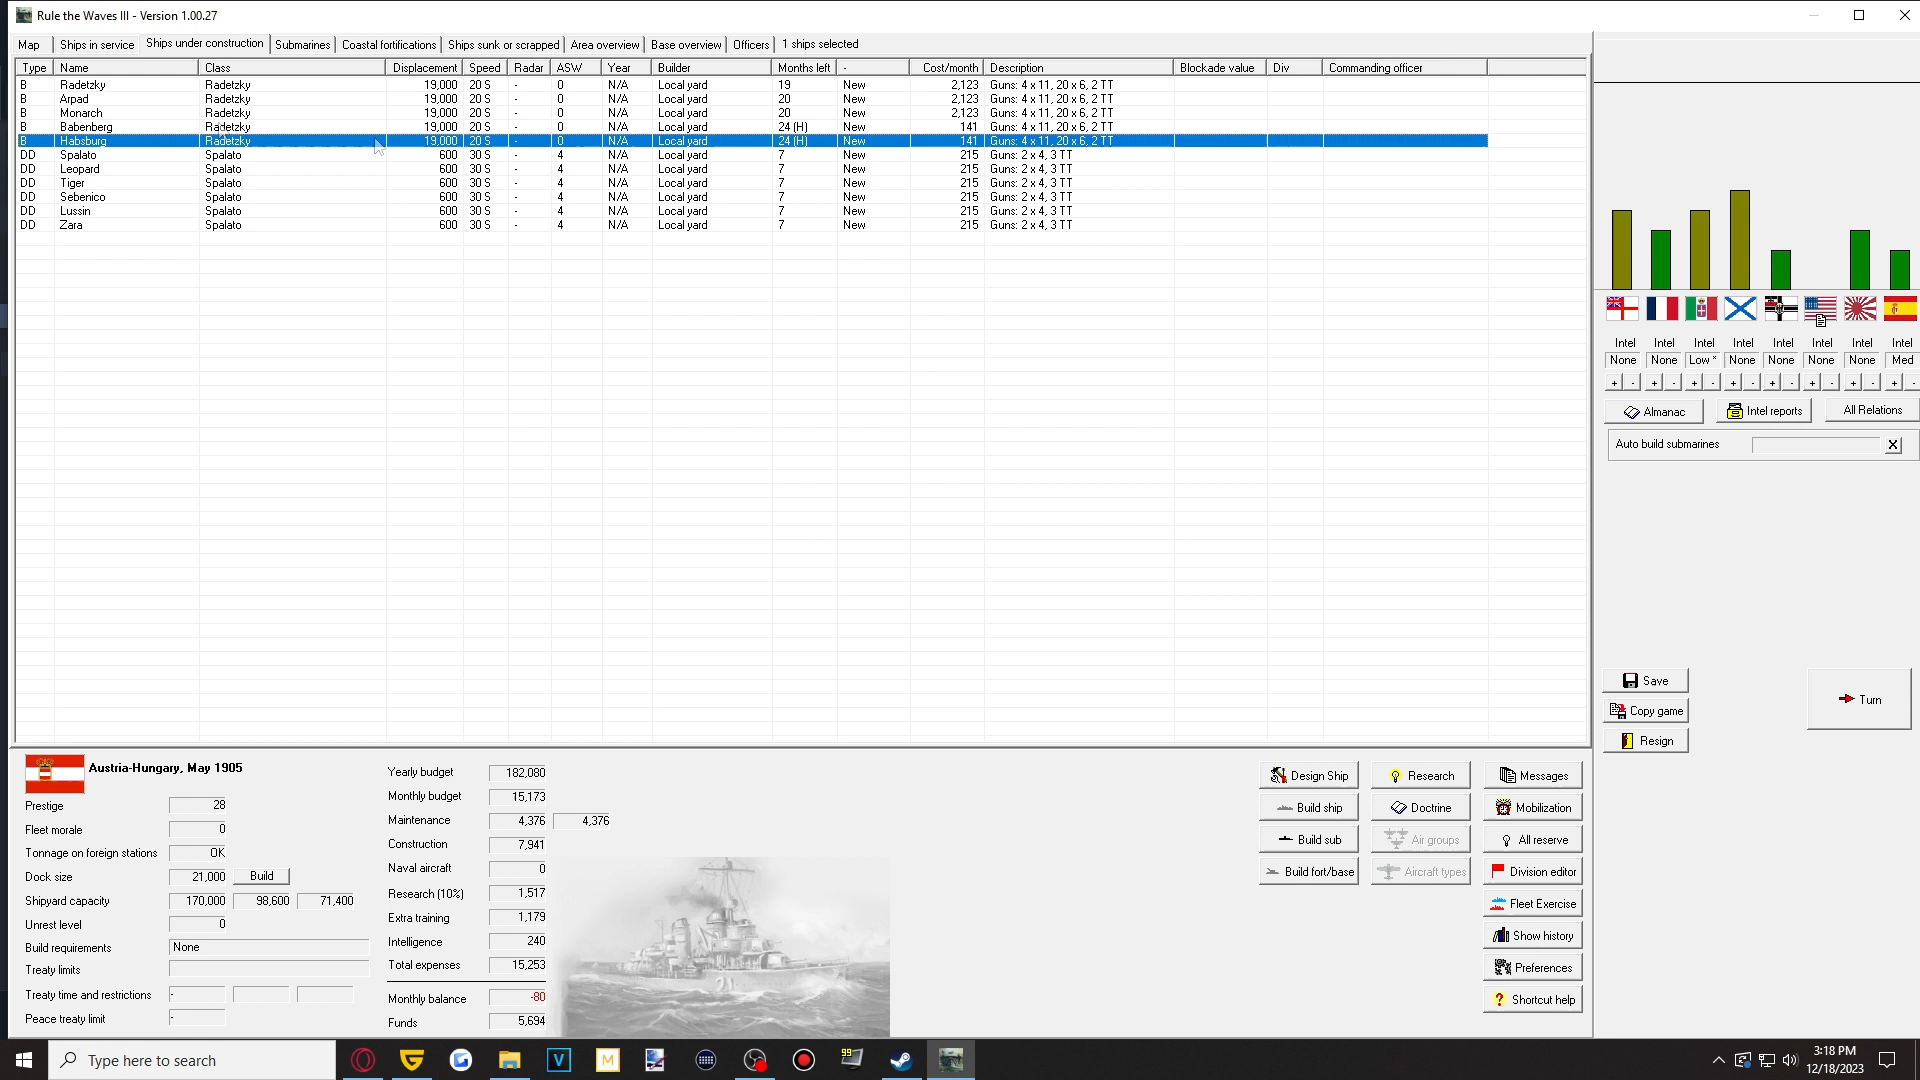 Rule the Waves III - Version 1.00.27
Map Ships in service Ships under construction Submarines Coastal fortifications Ships sunk or scrapped Area overview Base overview Officers 1 ships selected
Type Name Class Displacement Speed Radar ASW Year Builder Months left - Cost/month Description Blockade value Div Commanding officer
B Radetzky Radetzky 19,000 20 S - 0 N/A Local yard 19 New 2,123 Guns: 4 x 11, 20 x 6, 2 TT
B Arpad Radetzky 19,000 20 S - 0 N/A Local yard 20 New 2,123 Guns: 4 x 11, 20 x 6, 2 TT
B Monarch Radetzky 19,000 20 S - 0 N/A Local yard 20 New 2,123 Guns: 4 x 11, 20 x 6, 2 TT
B Babenberg Radetzky 19,000 20 S - 0 N/A Local yard 24 (H) New 141 Guns: 4 x 11, 20 x 6, 2 TT
B Habsburg Radetzky 19,000 20 S - 0 N/A Local yard 24 (H) New 141 Guns: 4 x 11, 20 x 6, 2 TT
DD Spalato Spalato 600 30 S - 4 N/A Local yard 7 New 215 Guns: 2 x 4, 3 TT
DD Leopard Spalato 600 30 S - 4 N/A Local yard 7 New 215 Guns: 2 x 4, 3 TT
DD Tiger Spalato 600 30 S - 4 N/A Local yard 7 New 215 Guns: 2 x 4, 3 TT
DD Sebenico Spalato 600 30 S - 4 N/A Local yard 7 New 215 Guns: 2 x 4, 3 TT
DD Lussin Spalato 600 30 S - 4 N/A Local yard 7 New 215 Guns: 2 x 4, 3 TT
DD Zara Spalato 600 30 S - 4 N/A Local yard 7 New 215 Guns: 2 x 4, 3 TT
Intel Intel Intel Intel Intel Intel Intel Intel
None None Low * None None None None Med
+ - + - + - + - + - + - + - + -
Almanac Intel reports All Relations
Auto build submarines X
Save
Copy game
Resign
Turn
Austria-Hungary, May 1905
Prestige 28
Fleet morale 0
Tonnage on foreign stations OK
Dock size 21,000 Build
Shipyard capacity 170,000 98,600 71,400
Unrest level 0
Build requirements None
Treaty limits
Treaty time and restrictions -
Peace treaty limit -
Yearly budget 182,080
Monthly budget 15,173
Maintenance 4,376 4,376
Construction 7,941
Naval aircraft 0
Research (10%) 1,517
Extra training 1,179
Intelligence 240
Total expenses 15,253
Monthly balance -80
Funds 5,694
Design Ship Research Messages
Build ship Doctrine Mobilization
Build sub Air groups All reserve
Build fort/base Aircraft types Division editor
Fleet Exercise
Show history
Preferences
? Shortcut help
Type here to search
V
M
99
3:18 PM
12/18/2023